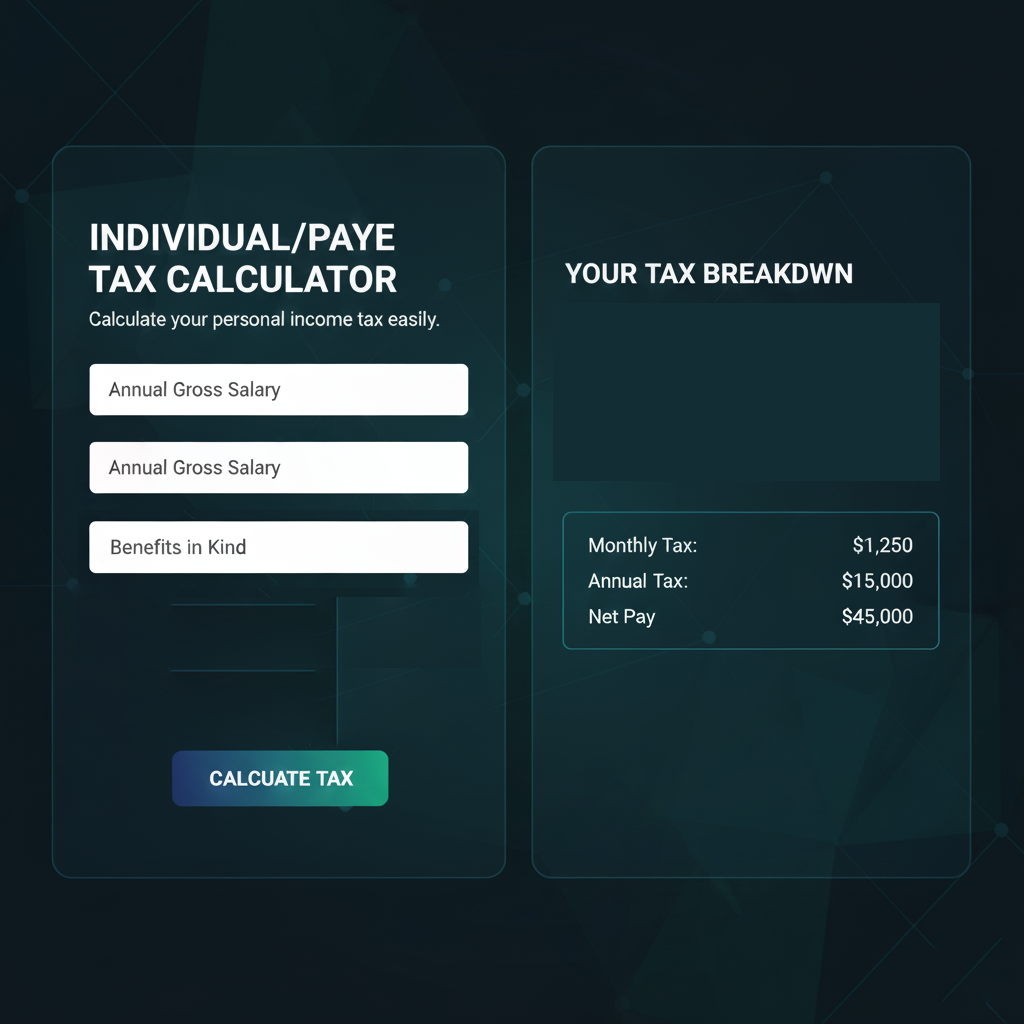 INDIVIDUAL/PAYE
TAX CALCULATOR
Calculate your personal income tax easily.
Annual Gross Salary
Annual Gross Salary
Benefits in Kind
CALCUATE TAX
YOUR TAX BREAKDWN
Monthly Tax: $1,250
Annual Tax: $15,000
Net Pay $45,000